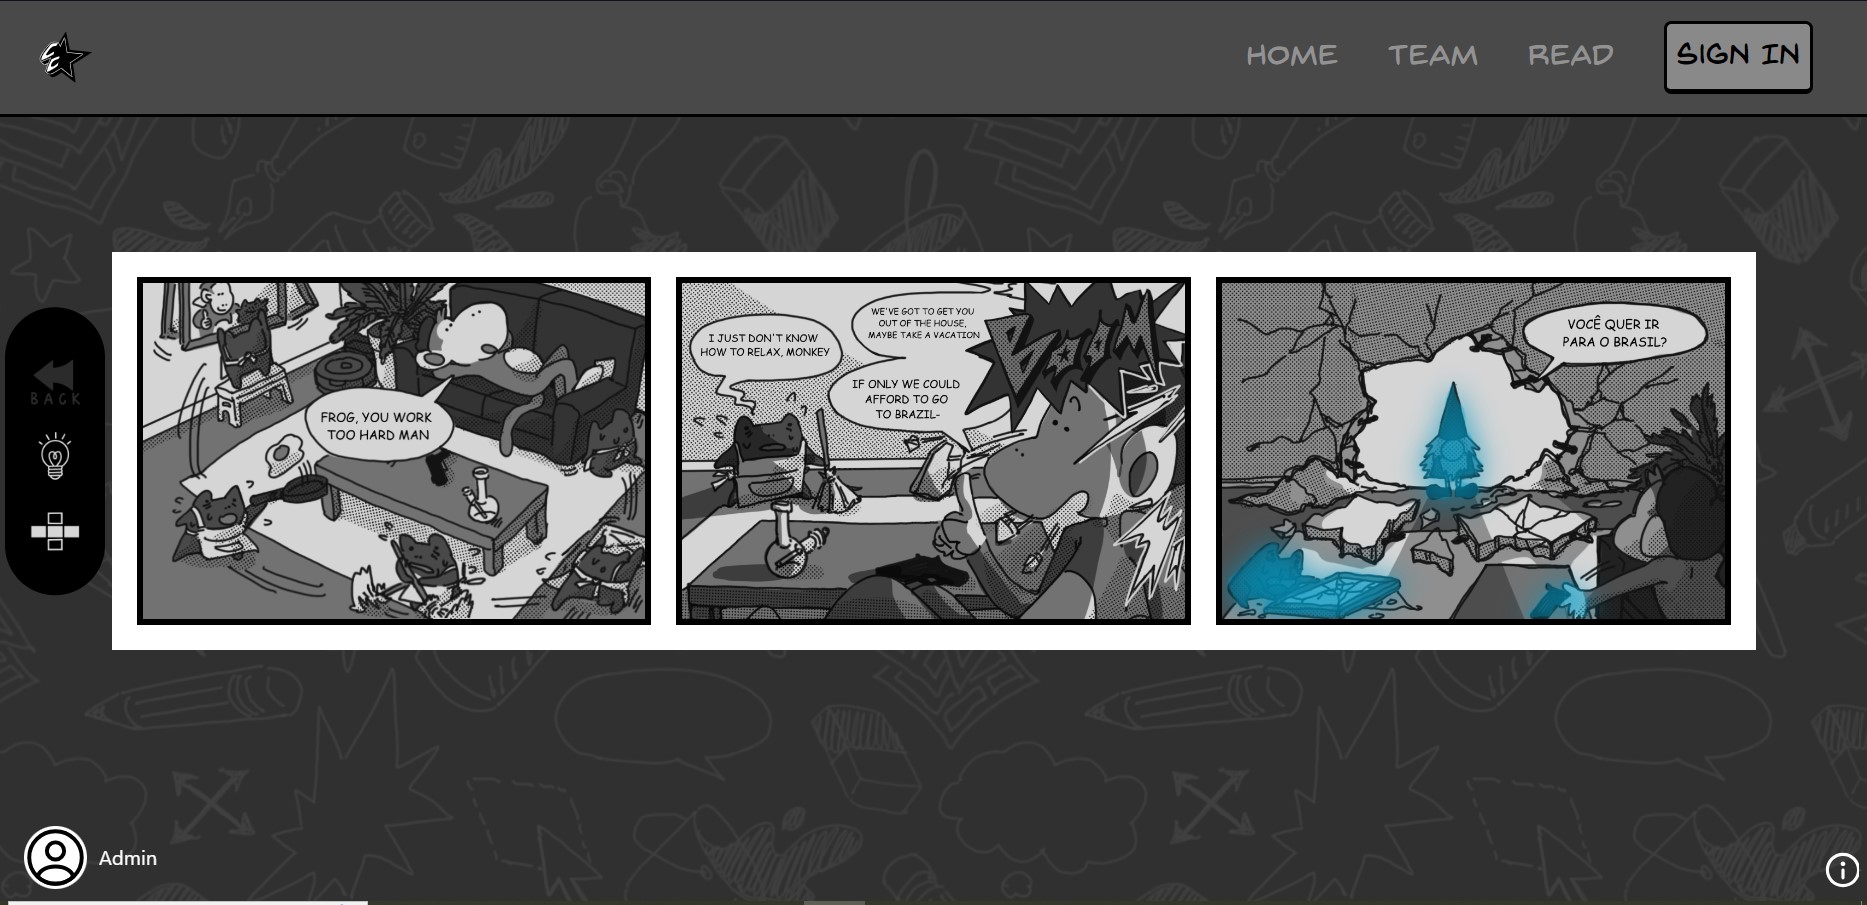 HOME
TEAM
READ
SIGN IN
BACK
FROG, YOU WORK
TOO HARD MAN
I JUST DON'T KNOW
HOW TO RELAX, MONKEY
WE'VE GOT TO GET YOU
OUT OF THE HOUSE,
MAYBE TAKE A VACATION
IF ONLY WE COULD
AFFORD TO GO
TO BRAZIL-
BOOM
VOCÊ QUER IR
PARA O BRASIL?
Admin